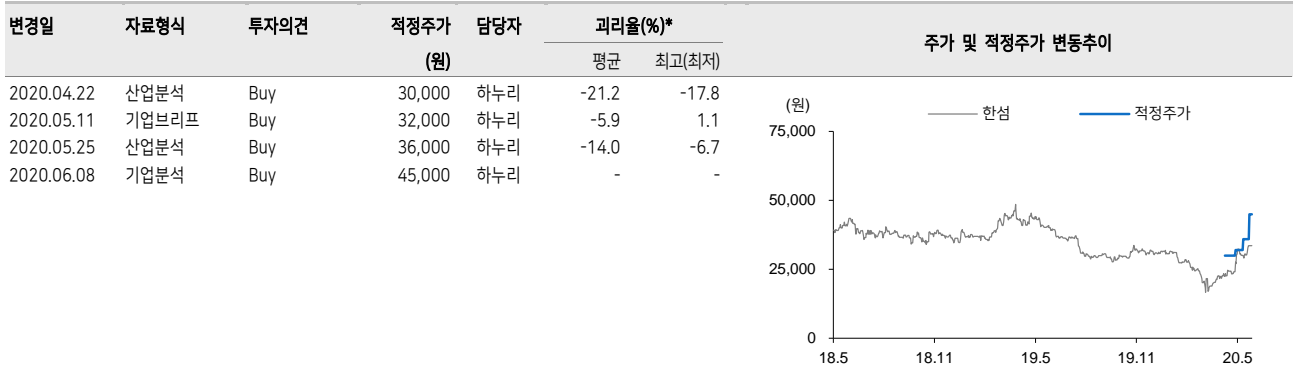 변경일 자료형식 투자의견 적정주가 담당자 괴리율(%)*
(원) 평균 최고(최저)
2020.04.22 산업분석 Buy 30,000 하누리 -21.2 -17.8
2020.05.11 기업브리프 Buy 32,000 하누리 -5.9 1.1
2020.05.25 산업분석 Buy 36,000 하누리 -14.0 -6.7
2020.06.08 기업분석 Buy 45,000 하누리 - -
주가 및 적정주가 변동추이
(원)
한섬 적정주가
75,000
50,000
25,000
0
18.5 18.11 19.5 19.11 20.5